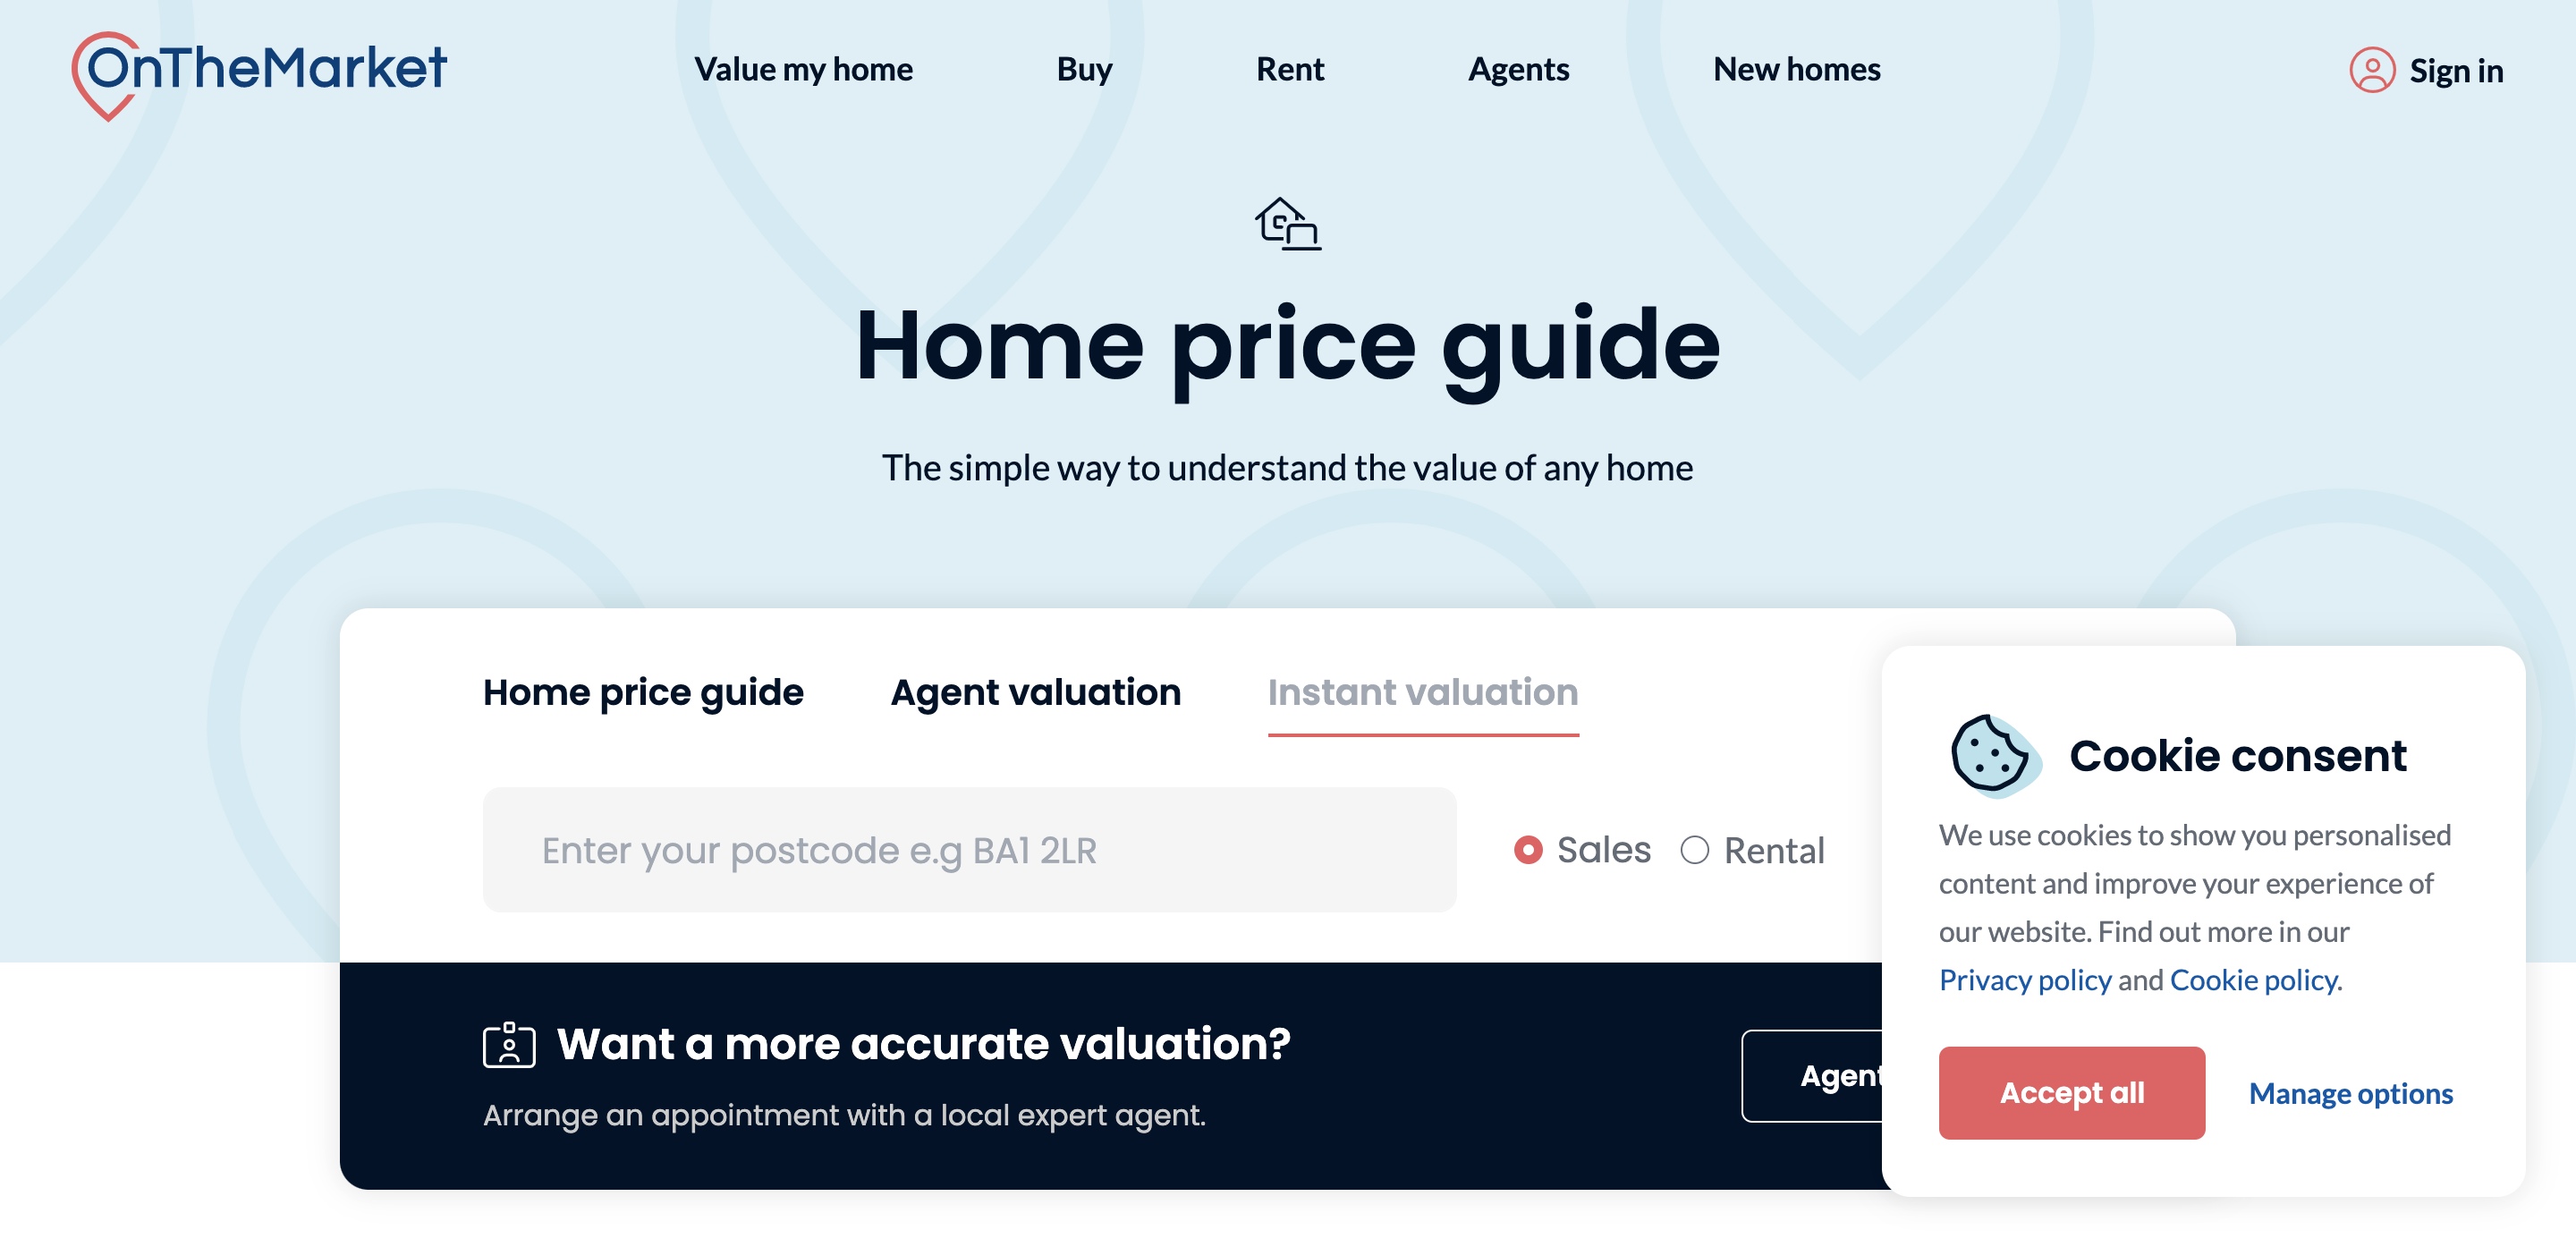 OnTheMarket
Value my home
Buy
Rent
Agents
New homes
Sign in
Home price guide
The simple way to understand the value of any home
Home price guide
Agent valuation
Instant valuation
Enter your postcode e.g BA1 2LR
Sales
Rental
Want a more accurate valuation?
Arrange an appointment with a local expert agent.
Agent
Cookie consent
We use cookies to show you personalised
content and improve your experience of
our website. Find out more in our
Privacy policy and Cookie policy.
Accept all
Manage options